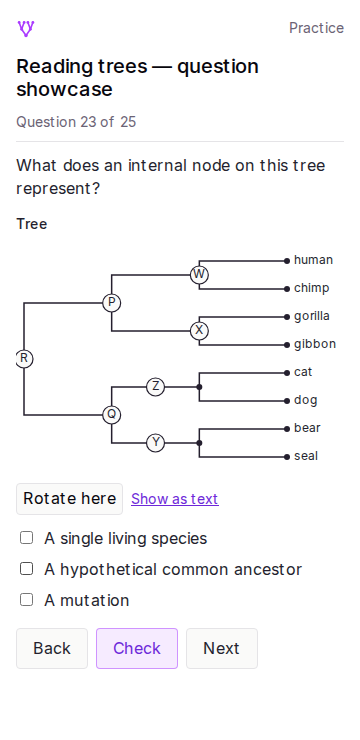 Practice
Reading trees — question
showcase
Question 23 of 25
What does an internal node on this tree
represent?
Tree
human
W
chimp
P
gorilla
X
gibbon
R
cat
Z
dog
Q
bear
Y
seal
Rotate here Show as text
A single living species
A hypothetical common ancestor
A mutation
Back Check Next